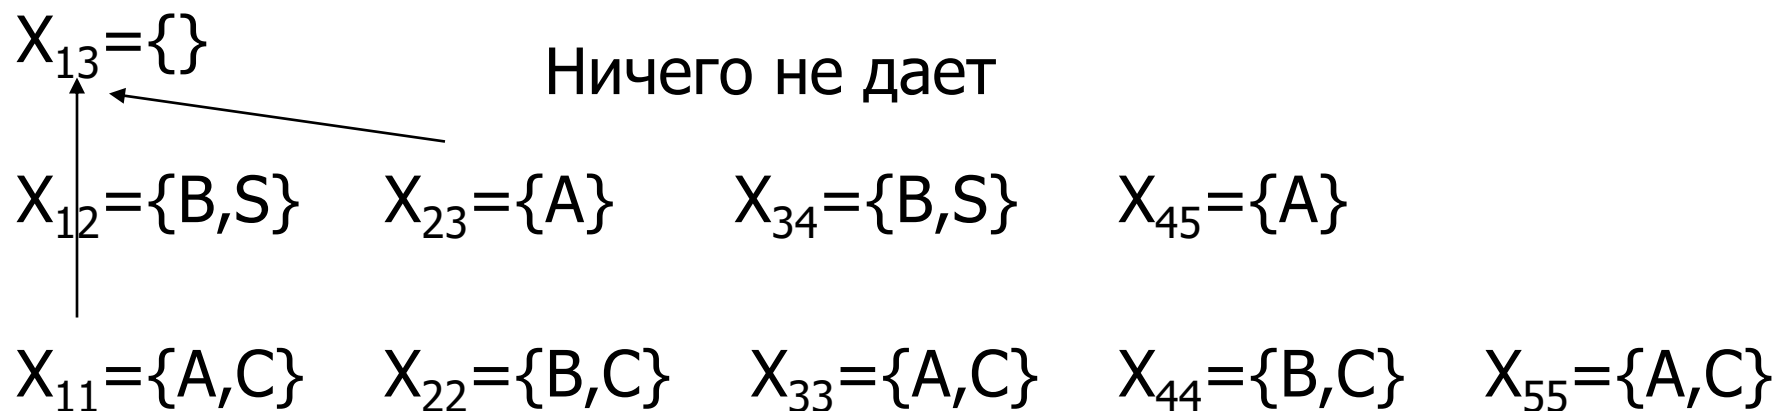 X₁₃={}
Ничего не дает
X₁₂={B,S} X₂₃={A} X₃₄={B,S} X₄₅={A}
X₁₁={A,C} X₂₂={B,C} X₃₃={A,C} X₄₄={B,C} X₅₅={A,C}